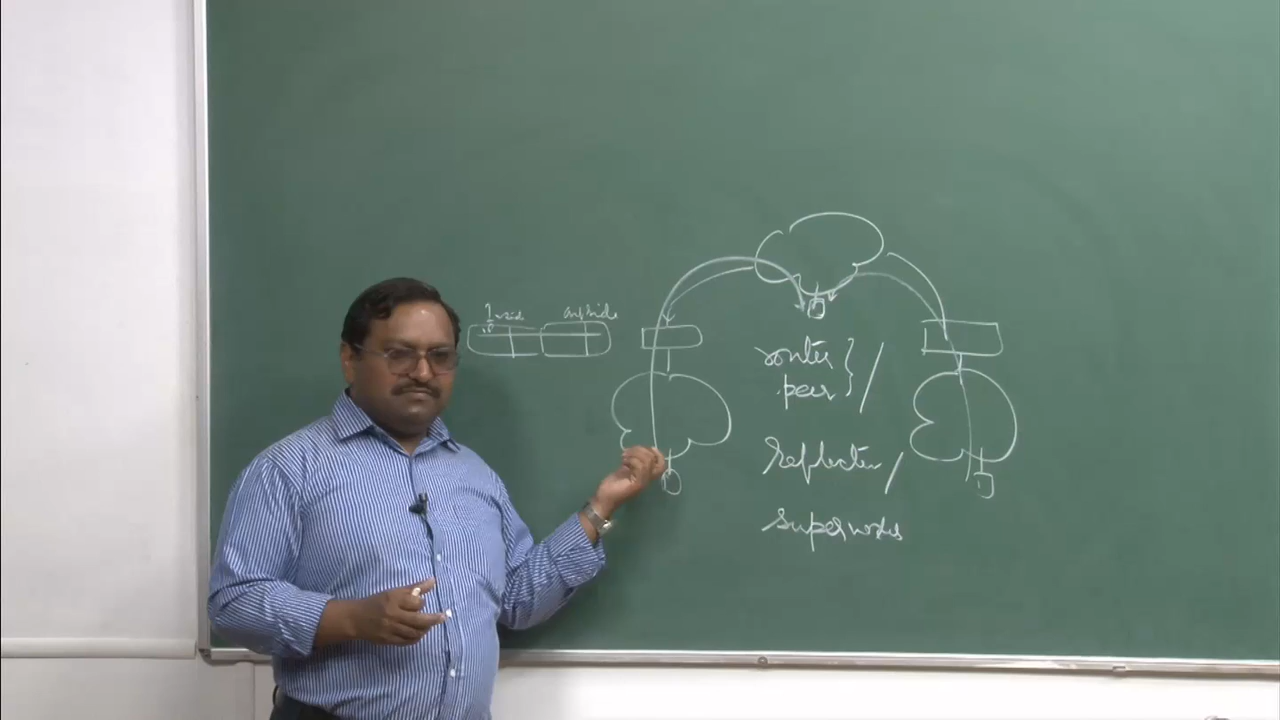 Inside outside
router
peer
reflector /
supernodes